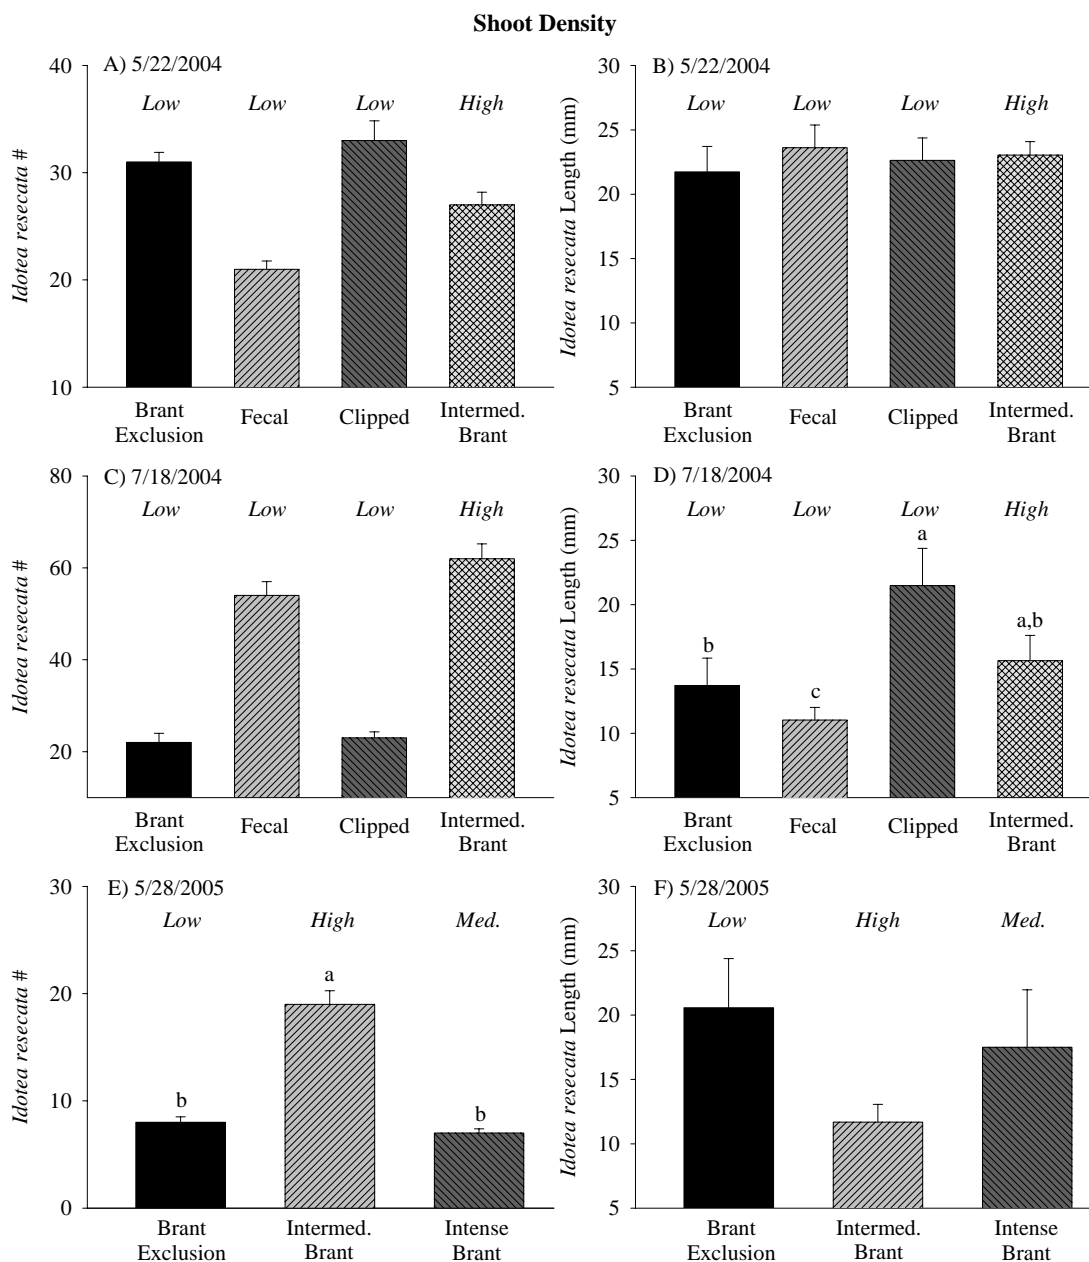 Shoot Density
A) 5/22/2004
Low Low Low High
40
30
20
10
Idotea resecata #
Brant Exclusion
Fecal
Clipped
Intermed. Brant
B) 5/22/2004
Low Low Low High
30
25
20
15
10
5
Idotea resecata Length (mm)
Brant Exclusion
Fecal
Clipped
Intermed. Brant
C) 7/18/2004
Low Low Low High
80
60
40
20
Idotea resecata #
Brant Exclusion
Fecal
Clipped
Intermed. Brant
D) 7/18/2004
Low Low Low High
30
25
20
15
10
5
Idotea resecata Length (mm)
b
c
a
a,b
Brant Exclusion
Fecal
Clipped
Intermed. Brant
E) 5/28/2005
Low High Med.
30
20
10
0
Idotea resecata #
b
a
b
Brant Exclusion
Intermed. Brant
Intense Brant
F) 5/28/2005
Low High Med.
30
25
20
15
10
5
Idotea resecata Length (mm)
Brant Exclusion
Intermed. Brant
Intense Brant